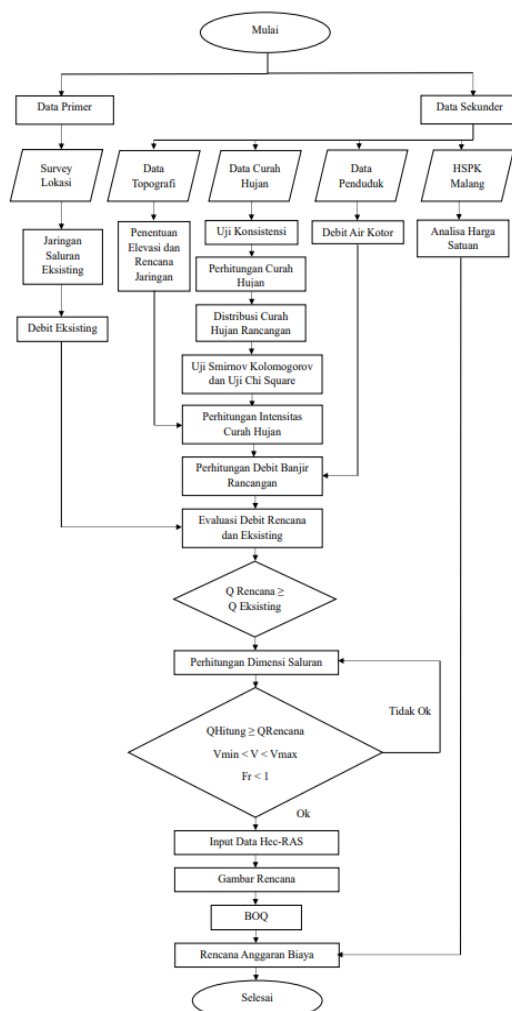 Mulai
Data Primer
Data Sekunder
Survey
Lokasi
Data
Topografi
Data Curah
Hujan
Data
Penduduk
HSPK
Malang
Jaringan
Saluran
Eksisting
Penentuan
Elevasi dan
Rencana
Jaringan
Uji Konsistensi
Debit Air Kotor
Analisa Harga
Satuan
Perhitungan Curah
Hujan
Debit Eksisting
Distribusi Curah
Hujan Rancangan
Uji Smirnov Kolomogorov
dan Uji Chi Square
Perhitungan Intensitas
Curah Hujan
Perhitungan Debit Banjir
Rancangan
Evaluasi Debit Rencana
dan Eksisting
Q Rencana ≥
Q Eksisting
Perhitungan Dimensi Saluran
Tidak Ok
QHitung ≥ QRencana
Vmin < V < Vmax
Fr < 1
Ok
Input Data Hec-RAS
Gambar Rencana
BOQ
Rencana Anggaran Biaya
Selesai